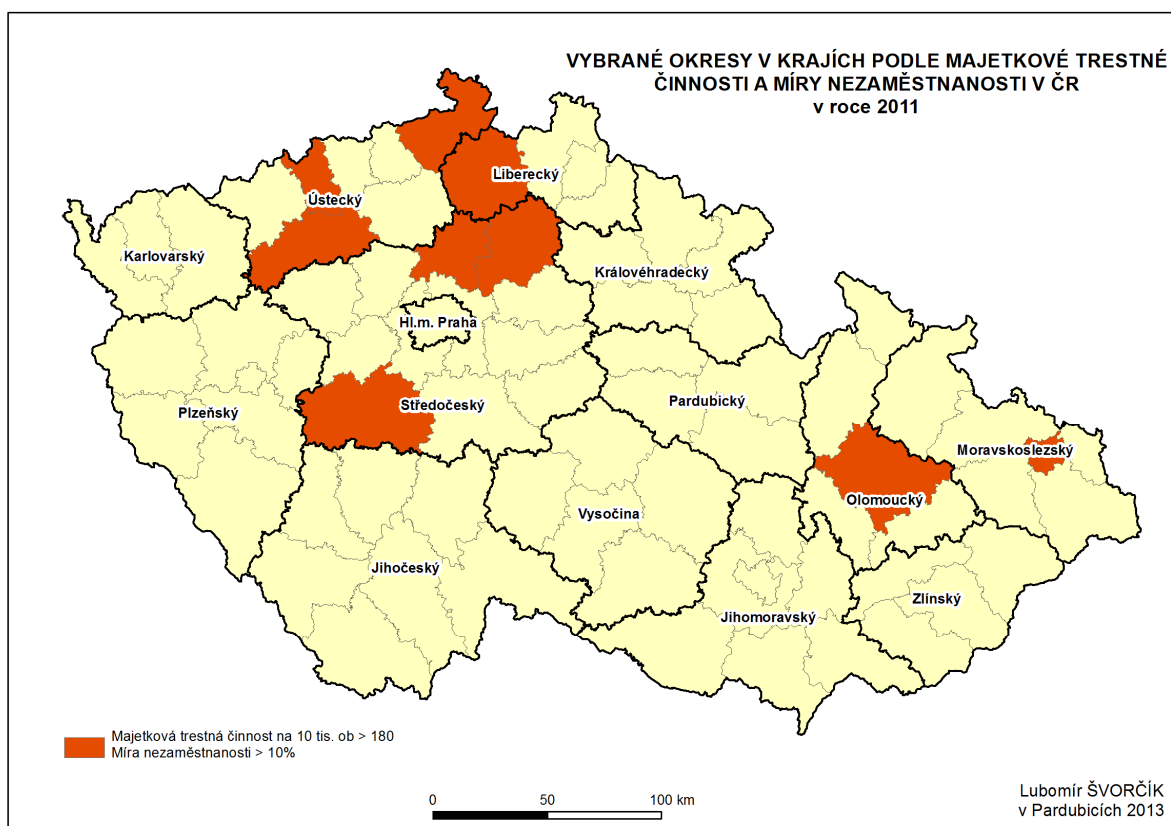 VYBRANÉ OKRESY V KRAJÍCH PODLE MAJETKOVÉ TRESTNÉ
ČINNOSTI A MÍRY NEZAMĚSTNANOSTI V ČR
v roce 2011
Liberecký
Ústecký
Karlovarský
Královéhradecký
Hl.m. Praha
Středočeský
Pardubický
Plzeňský
Moravskoslezský
Olomoucký
Vysočina
Jihočeský
Zlínský
Jihomoravský
Majetková trestná činnost na 10 tis. ob > 180
Míra nezaměstnanosti > 10%
0 50 100 km
Lubomír ŠVORČÍK
v Pardubicích 2013